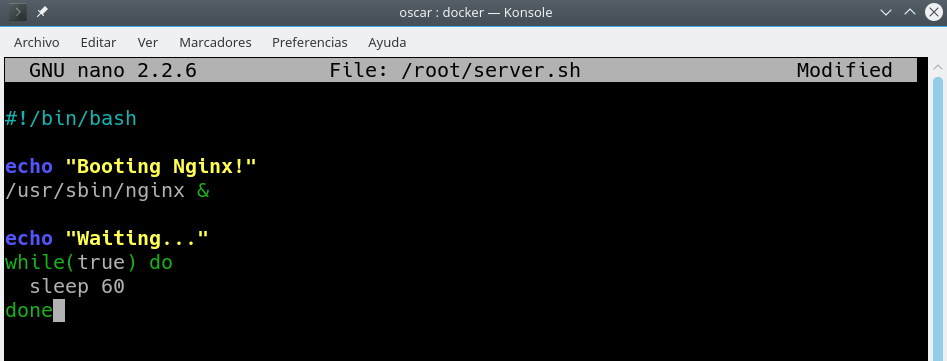 oscar : docker — Konsole
Archivo Editar Ver Marcadores Preferencias Ayuda
GNU nano 2.2.6 File: /root/server.sh Modified
#!/bin/bash
echo "Booting Nginx!"
/usr/sbin/nginx &
echo "Waiting..."
while(true) do
  sleep 60
done